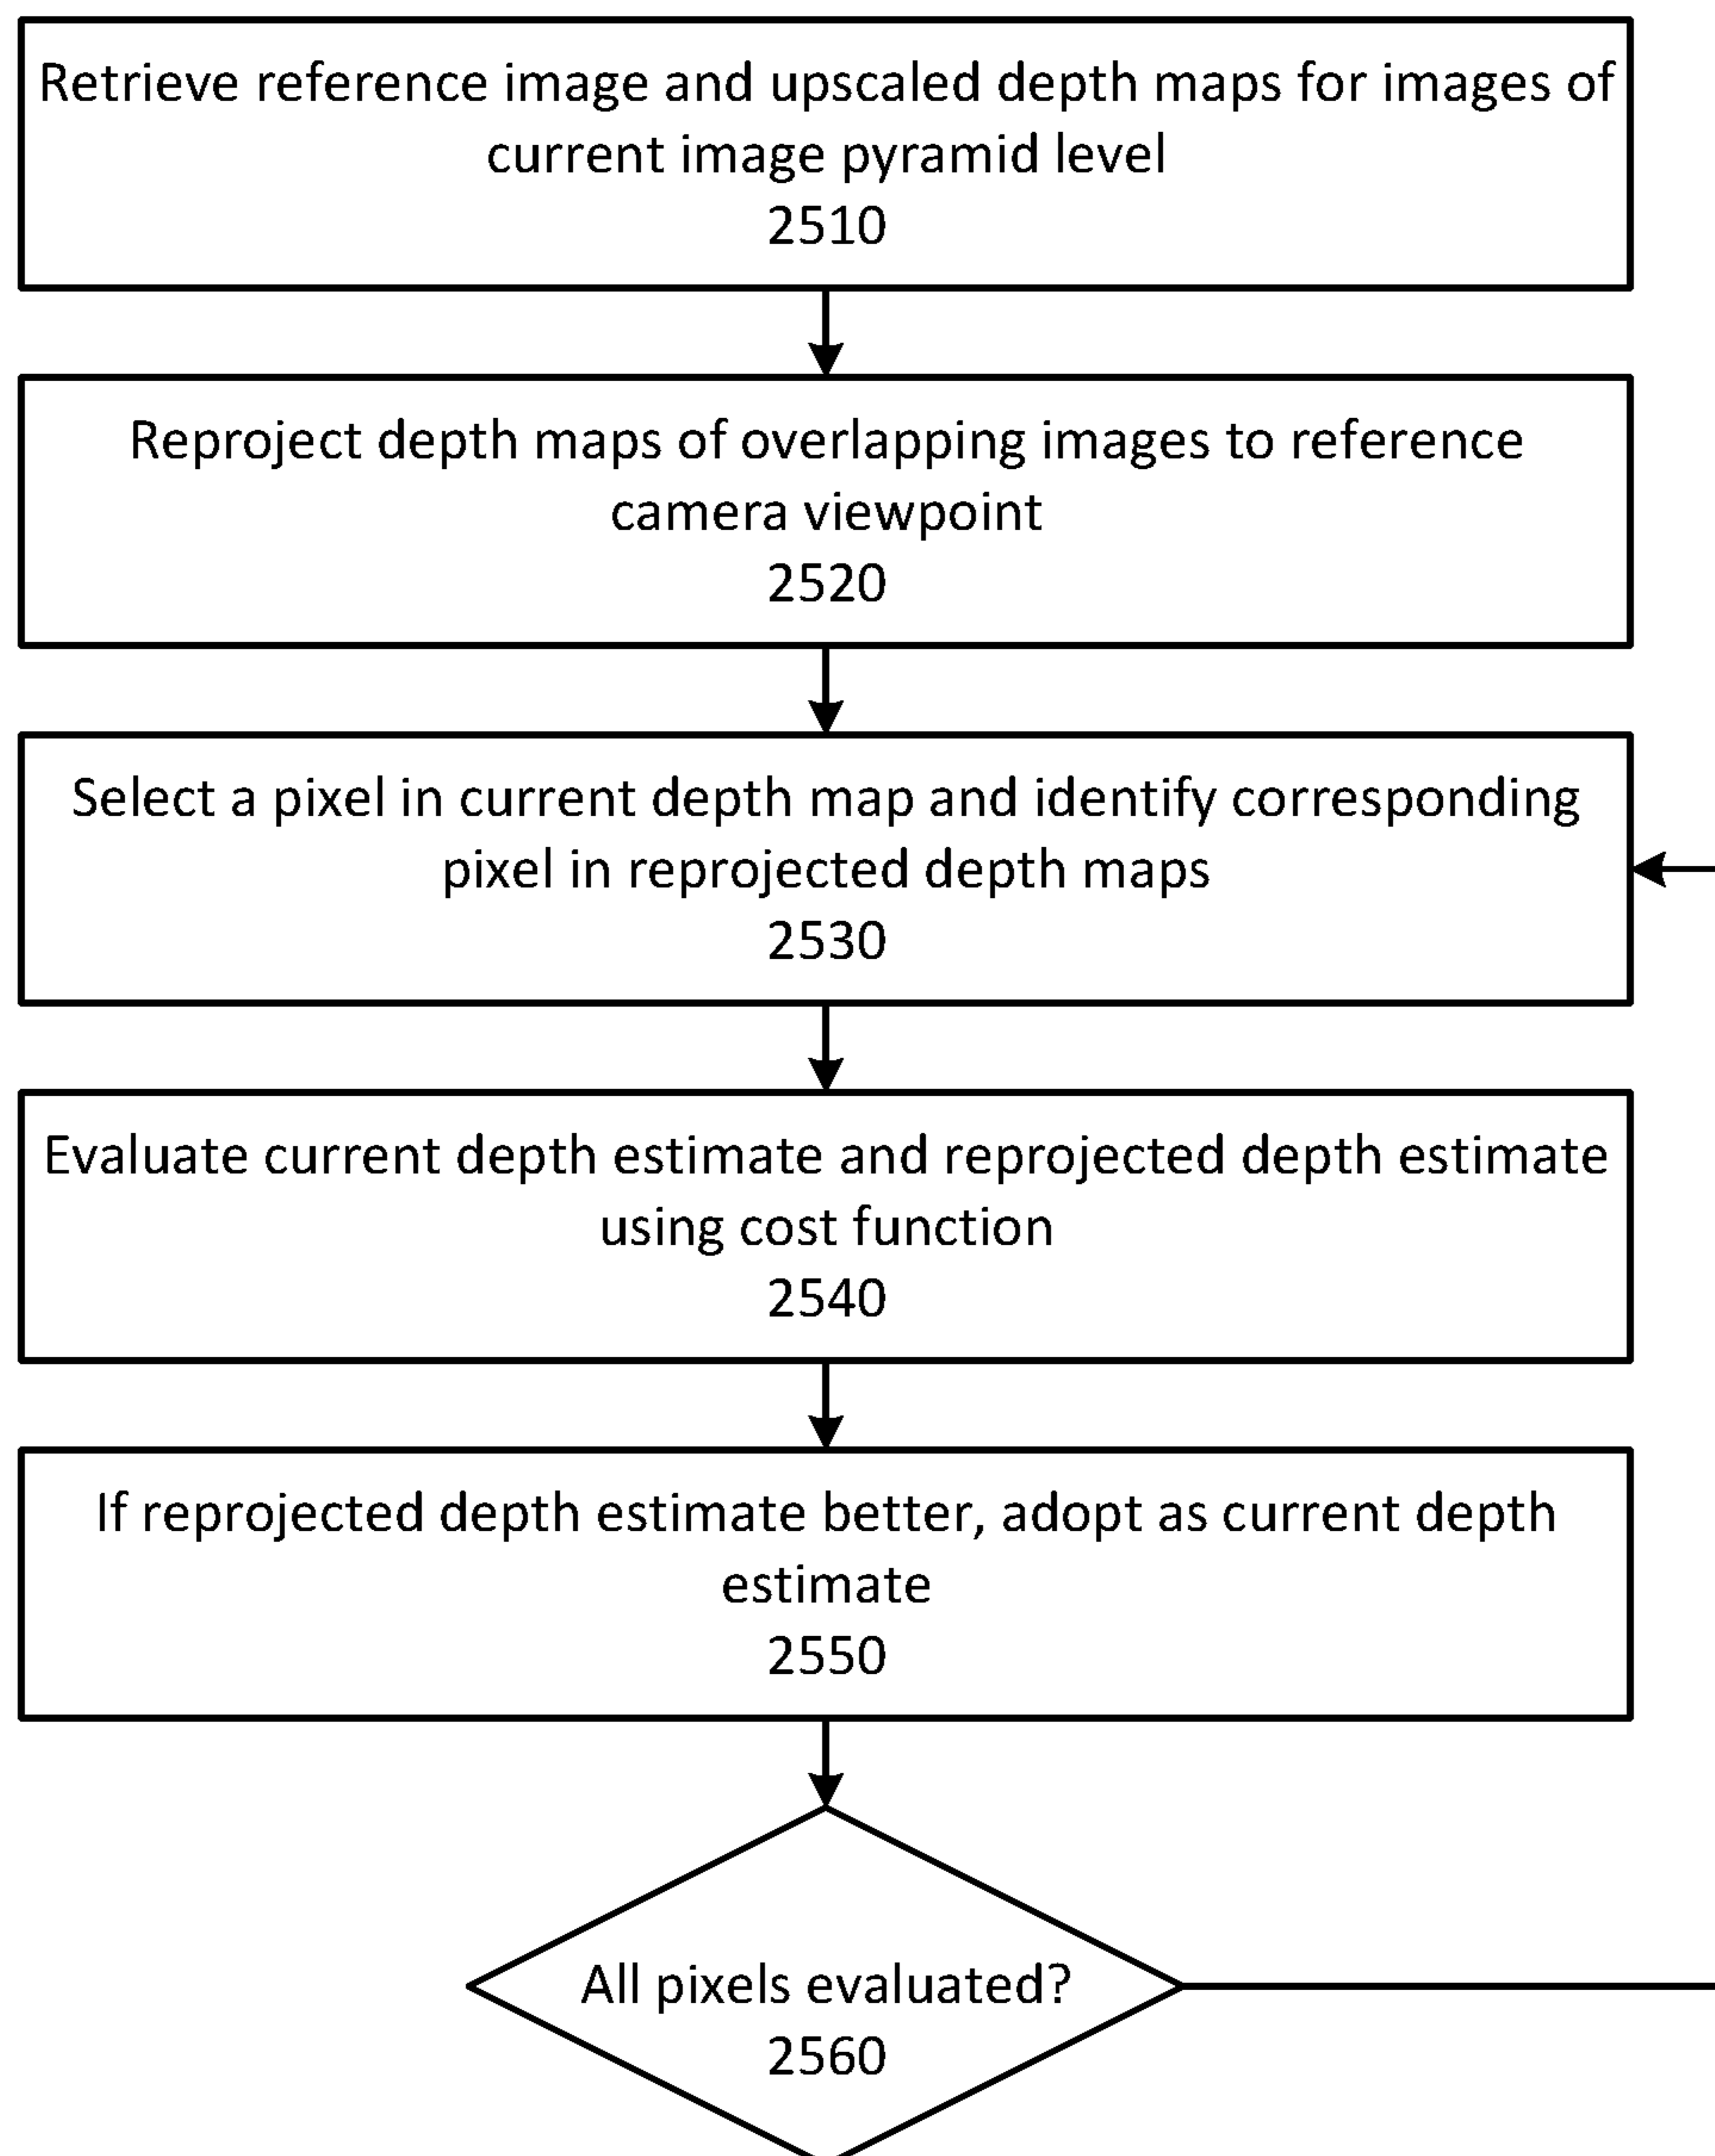 Retrieve reference image and upscaled depth maps for images of
current image pyramid level
2510
Reproject depth maps of overlapping images to reference
camera viewpoint
2520
Select a pixel in current depth map and identify corresponding
pixel in reprojected depth maps
2530
Evaluate current depth estimate and reprojected depth estimate
using cost function
2540
If reprojected depth estimate better, adopt as current depth
estimate
2550
All pixels evaluated?
2560